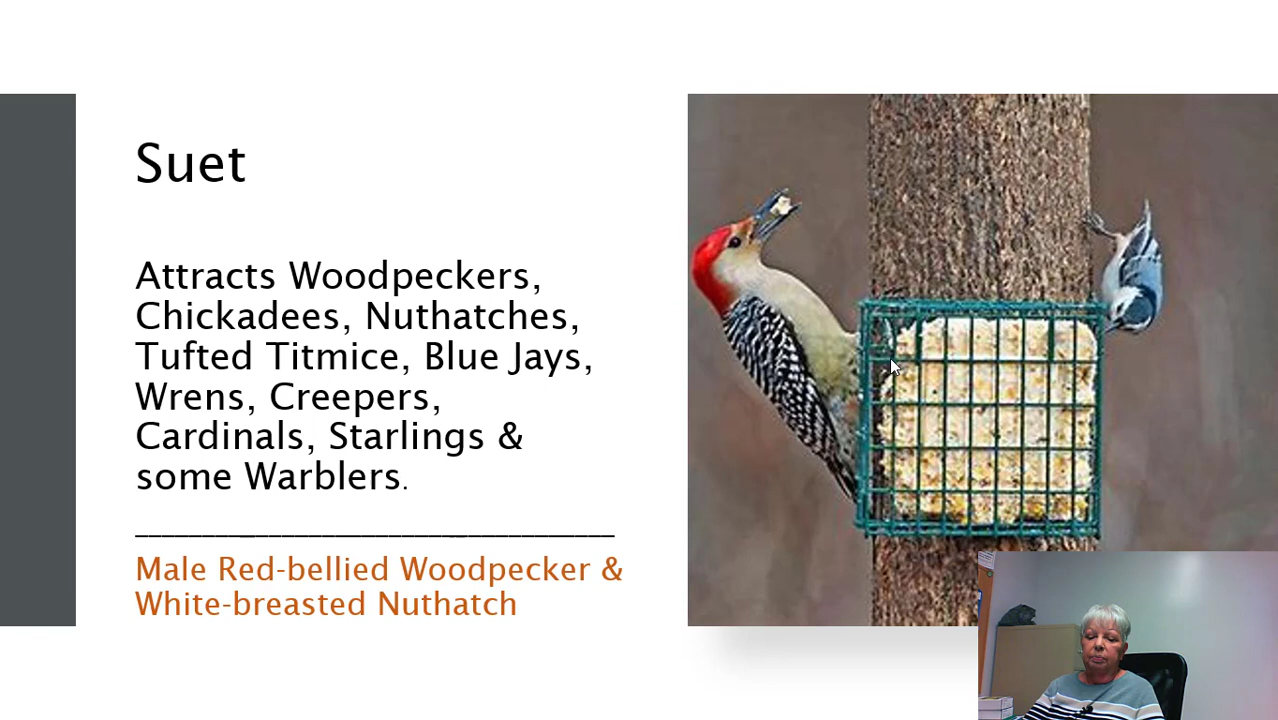 Suet
Attracts Woodpeckers,
Chickadees, Nuthatches,
Tufted Titmice, Blue Jays,
Wrens, Creepers,
Cardinals, Starlings &
some Warblers.
Male Red-bellied Woodpecker &
White-breasted Nuthatch